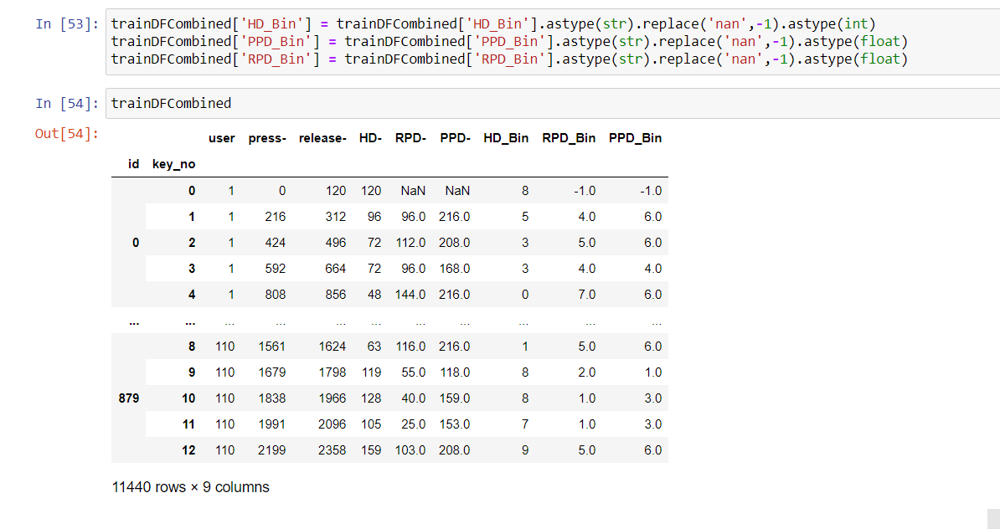 In [53]: trainDFCombined['HD_Bin'] = trainDFCombined['HD_Bin'].astype(str).replace('nan',-1).astype(int)
trainDFCombined['PPD_Bin'] = trainDFCombined['PPD_Bin'].astype(str).replace('nan',-1).astype(float)
trainDFCombined['RPD_Bin'] = trainDFCombined['RPD_Bin'].astype(str).replace('nan',-1).astype(float)
In [54]: trainDFCombined
Out[54]:
user press- release- HD- RPD- PPD- HD_Bin RPD_Bin PPD_Bin
id key_no
0 1 0 120 120 NaN NaN 8 -1.0 -1.0
1 1 216 312 96 96.0 216.0 5 4.0 6.0
0 2 1 424 496 72 112.0 208.0 3 5.0 6.0
3 1 592 664 72 96.0 168.0 3 4.0 4.0
4 1 808 856 48 144.0 216.0 0 7.0 6.0
... ... ... ... ... ... ... ... ... ... ...
8 110 1561 1624 63 116.0 216.0 1 5.0 6.0
9 110 1679 1798 119 55.0 118.0 8 2.0 1.0
879 10 110 1838 1966 128 40.0 159.0 8 1.0 3.0
11 110 1991 2096 105 25.0 153.0 7 1.0 3.0
12 110 2199 2358 159 103.0 208.0 9 5.0 6.0
11440 rows × 9 columns